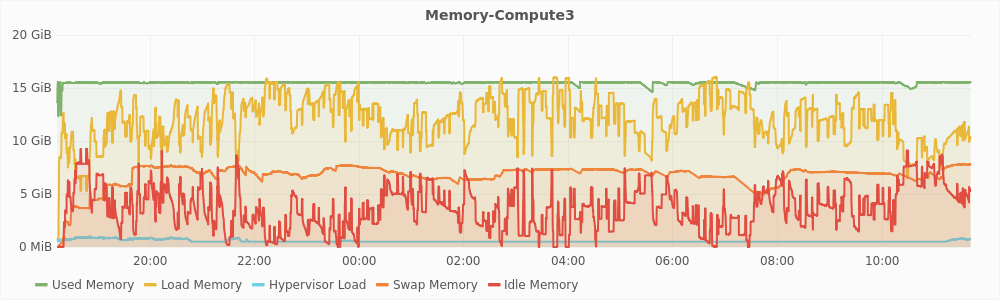 Memory-Compute3
20 GiB
15 GiB
10 GiB
5 GiB
0 MiB
20:00 22:00 00:00 02:00 04:00 06:00 08:00 10:00
Used Memory Load Memory Hypervisor Load Swap Memory Idle Memory